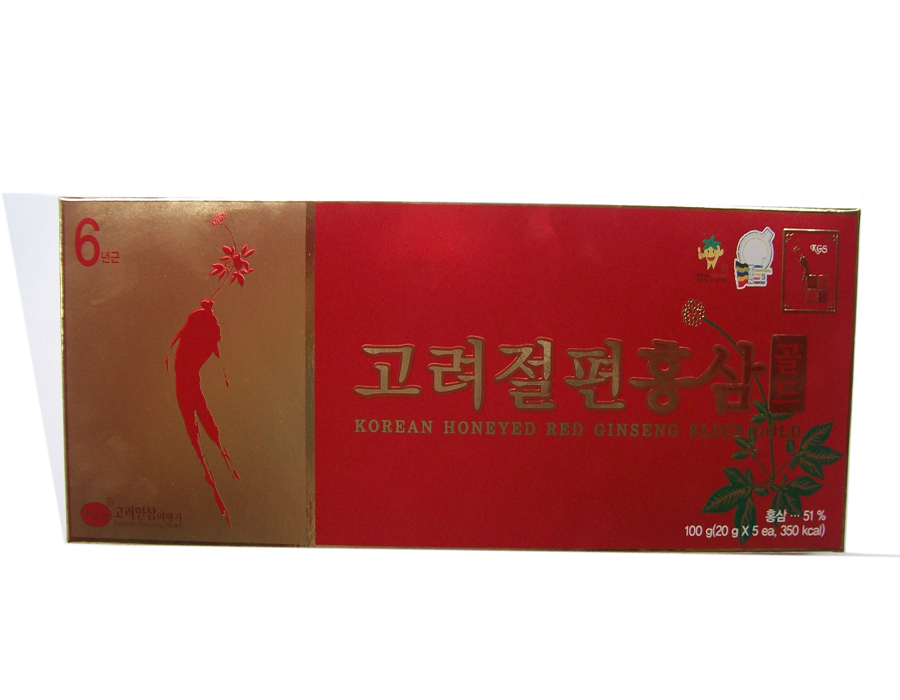 6년근
KGS
고려절편홍삼 골드
KOREAN HONEYED RED GINSENG SLICE GOLD
고려인삼이야기
홍삼 ··· 51 %
100 g(20 g X 5 ea, 350 kcal)